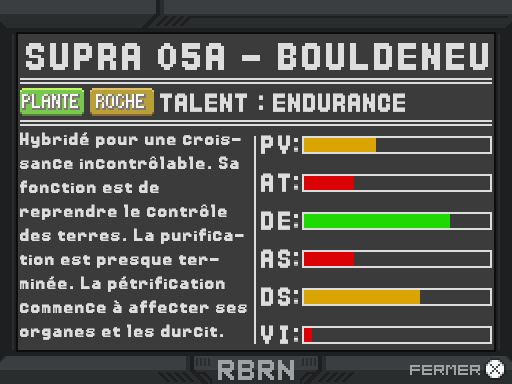 SUPRA 05A - BOULDENEU
PLANTE ROCHE TALENT : ENDURANCE
Hybridé pour une crois-
sance incontrôlable. Sa
fonction est de
reprendre le contrôle
des terres. La purifica-
tion est presque ter-
minée. La pétrification
commence à affecter ses
organes et les durcit.
PV:
AT:
DE:
AS:
DS:
VI:
RBRN
FERMER